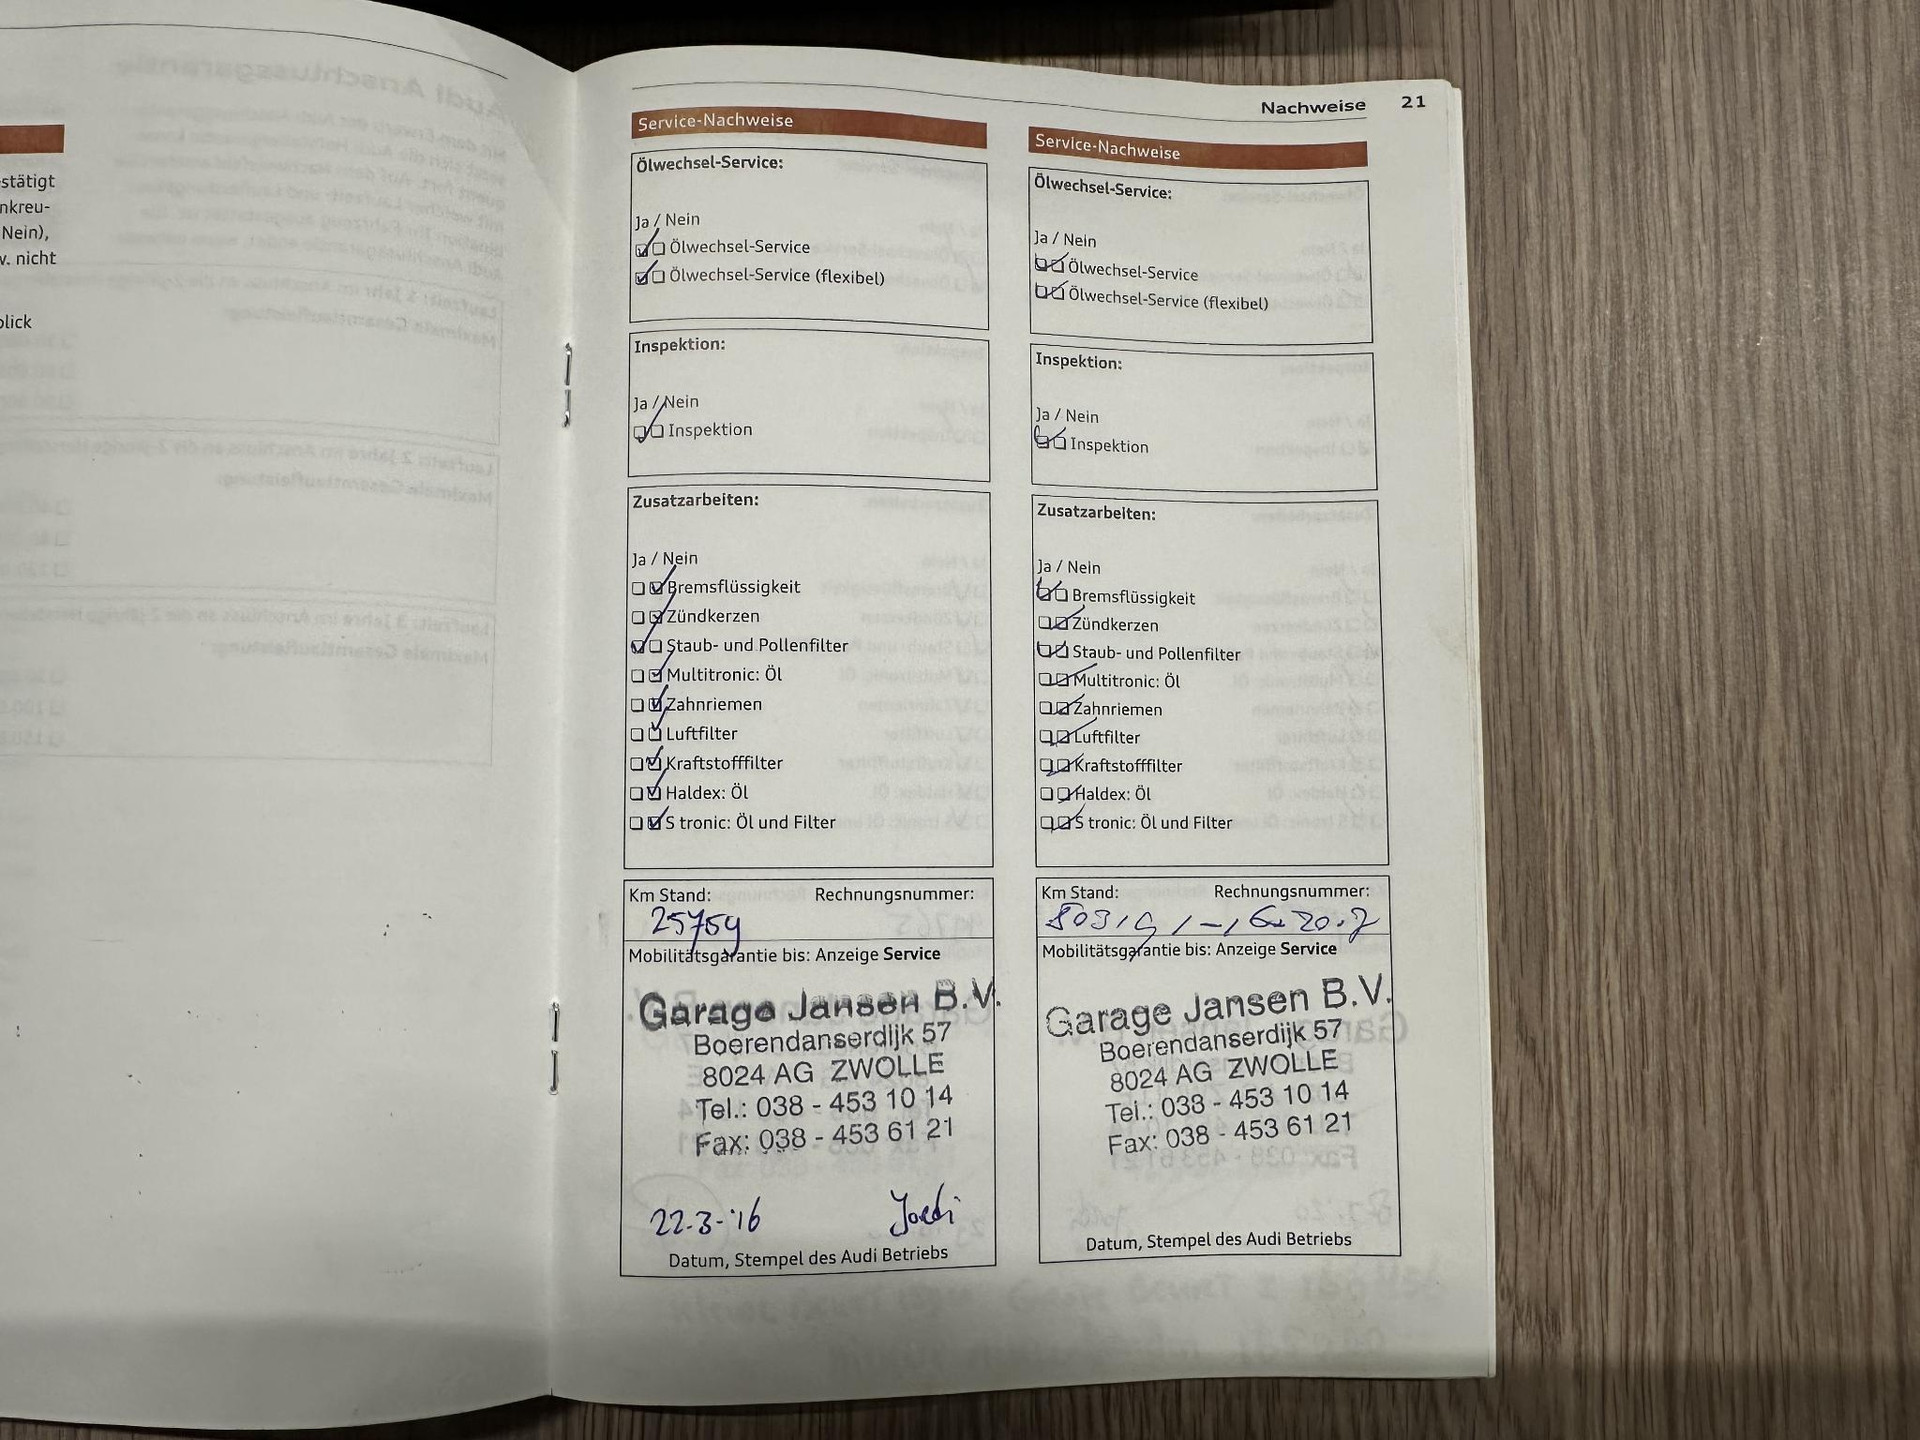 stätigt
nkreu-
Nein),
v. nicht
olick
Nachweise 21
Service-Nachweise
Ölwechsel-Service:
Ja / Nein
Ölwechsel-Service
Ölwechsel-Service (flexibel)
Inspektion:
Ja / Nein
Inspektion
Zusatzarbeiten:
Ja / Nein
Bremsflüssigkeit
Zündkerzen
Staub- und Pollenfilter
Multitronic: Öl
Zahnriemen
Luftfilter
Kraftstofffilter
Haldex: Öl
S tronic: Öl und Filter
Km Stand: Rechnungsnummer:
25759
Mobilitätsgarantie bis: Anzeige Service
Garage Jansen B.V.
Boerendanserdijk 57
8024 AG ZWOLLE
Tel.: 038 - 453 10 14
Fax: 038 - 453 61 21
22-3-'16
Datum, Stempel des Audi Betriebs
Service-Nachweise
Ölwechsel-Service:
Ja / Nein
Ölwechsel-Service
Ölwechsel-Service (flexibel)
Inspektion:
Ja / Nein
Inspektion
Zusatzarbeiten:
Ja / Nein
Bremsflüssigkeit
Zündkerzen
Staub- und Pollenfilter
Multitronic: Öl
Zahnriemen
Luftfilter
Kraftstofffilter
Haldex: Öl
S tronic: Öl und Filter
Km Stand: Rechnungsnummer:
Mobilitätsgarantie bis: Anzeige Service
Garage Jansen B.V.
Boerendanserdijk 57
8024 AG ZWOLLE
Tel.: 038 - 453 10 14
Fax: 038 - 453 61 21
Datum, Stempel des Audi Betriebs